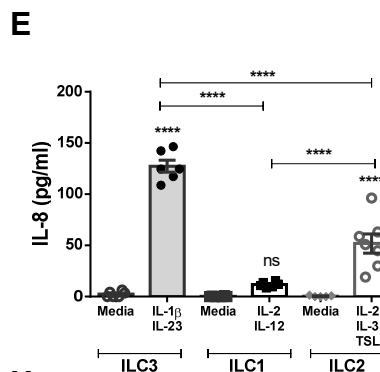 E
****
****
****
****
****
ns
200
150
100
50
0
IL-8 (pg/ml)
Media IL-1β Media IL-2 Media IL-2
IL-23 IL-12 IL-3
TSL
ILC3 ILC1 ILC2